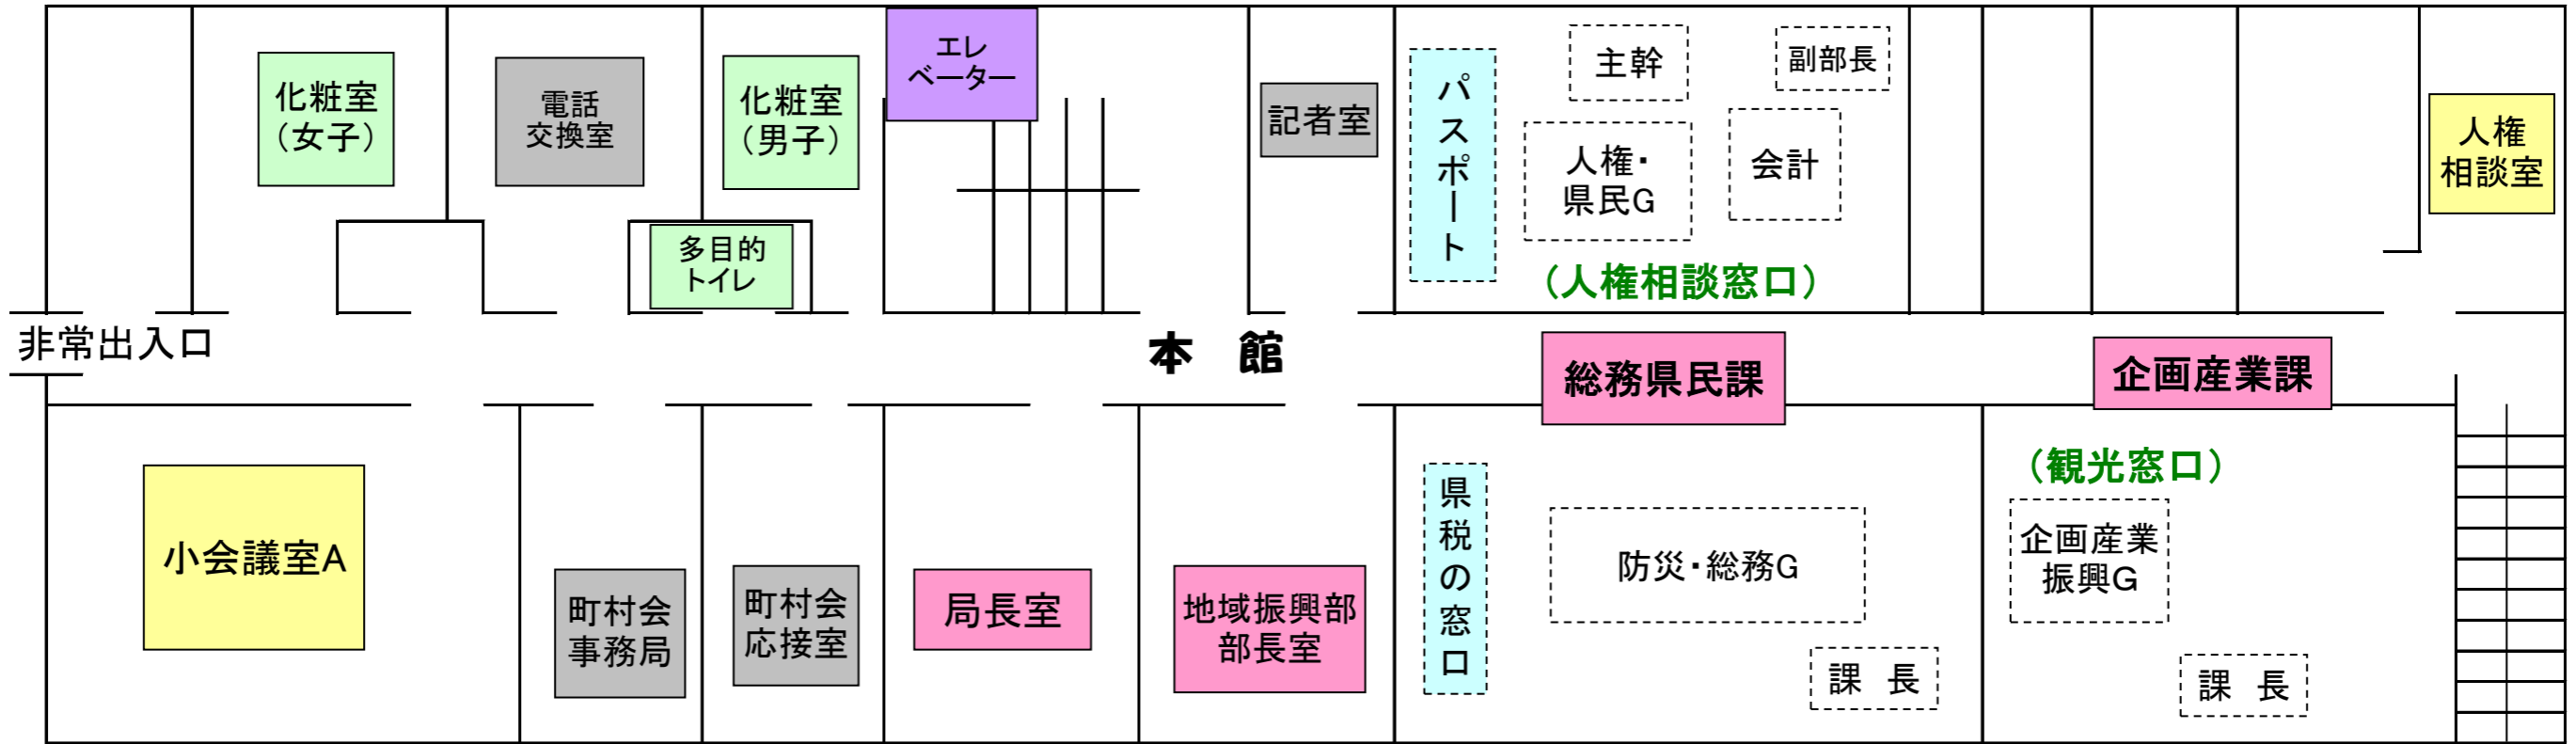 化粧室
（女子）
電話
交換室
化粧室
（男子）
多目的
トイレ
エレ
ベーター
記者室
パスポート
主幹
副部長
人権・
県民G
会計
（人権相談窓口）
人権
相談室
非常出入口
本　館
総務県民課
企画産業課
小会議室A
町村会
事務局
町村会
応接室
局長室
地域振興部
部長室
県税の窓口
防災・総務G
課　長
（観光窓口）
企画産業
振興G
課　長